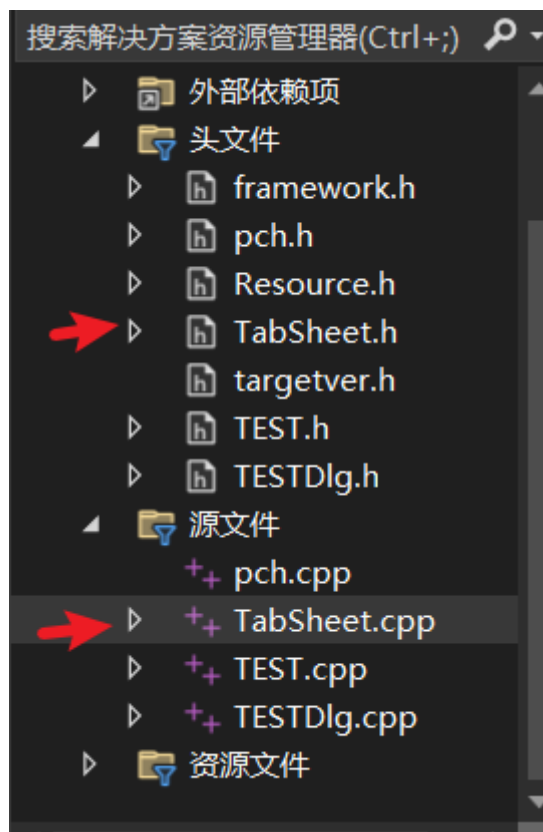 搜索解决方案资源管理器(Ctrl+;)
外部依赖项
头文件
framework.h
pch.h
Resource.h
TabSheet.h
targetver.h
TEST.h
TESTDlg.h
源文件
pch.cpp
TabSheet.cpp
TEST.cpp
TESTDlg.cpp
资源文件